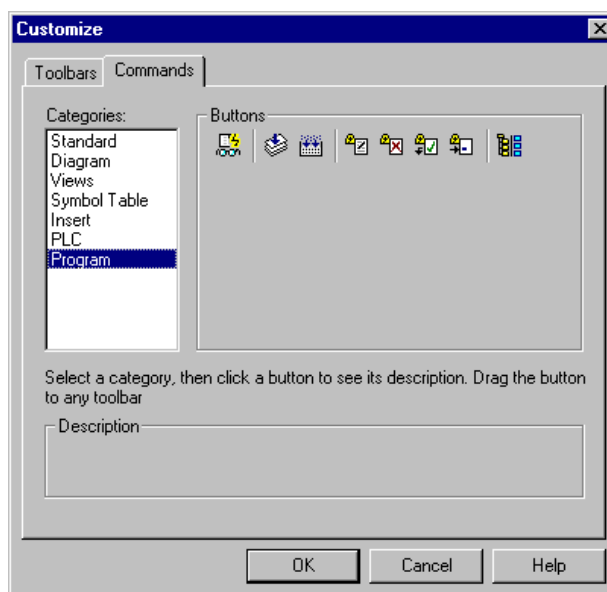 Customize
Toolbars
Commands
Categories:
Standard
Diagram
Views
Symbol Table
Insert
PLC
Program
Buttons
Select a category, then click a button to see its description. Drag the button
to any toolbar
Description
OK
Cancel
Help